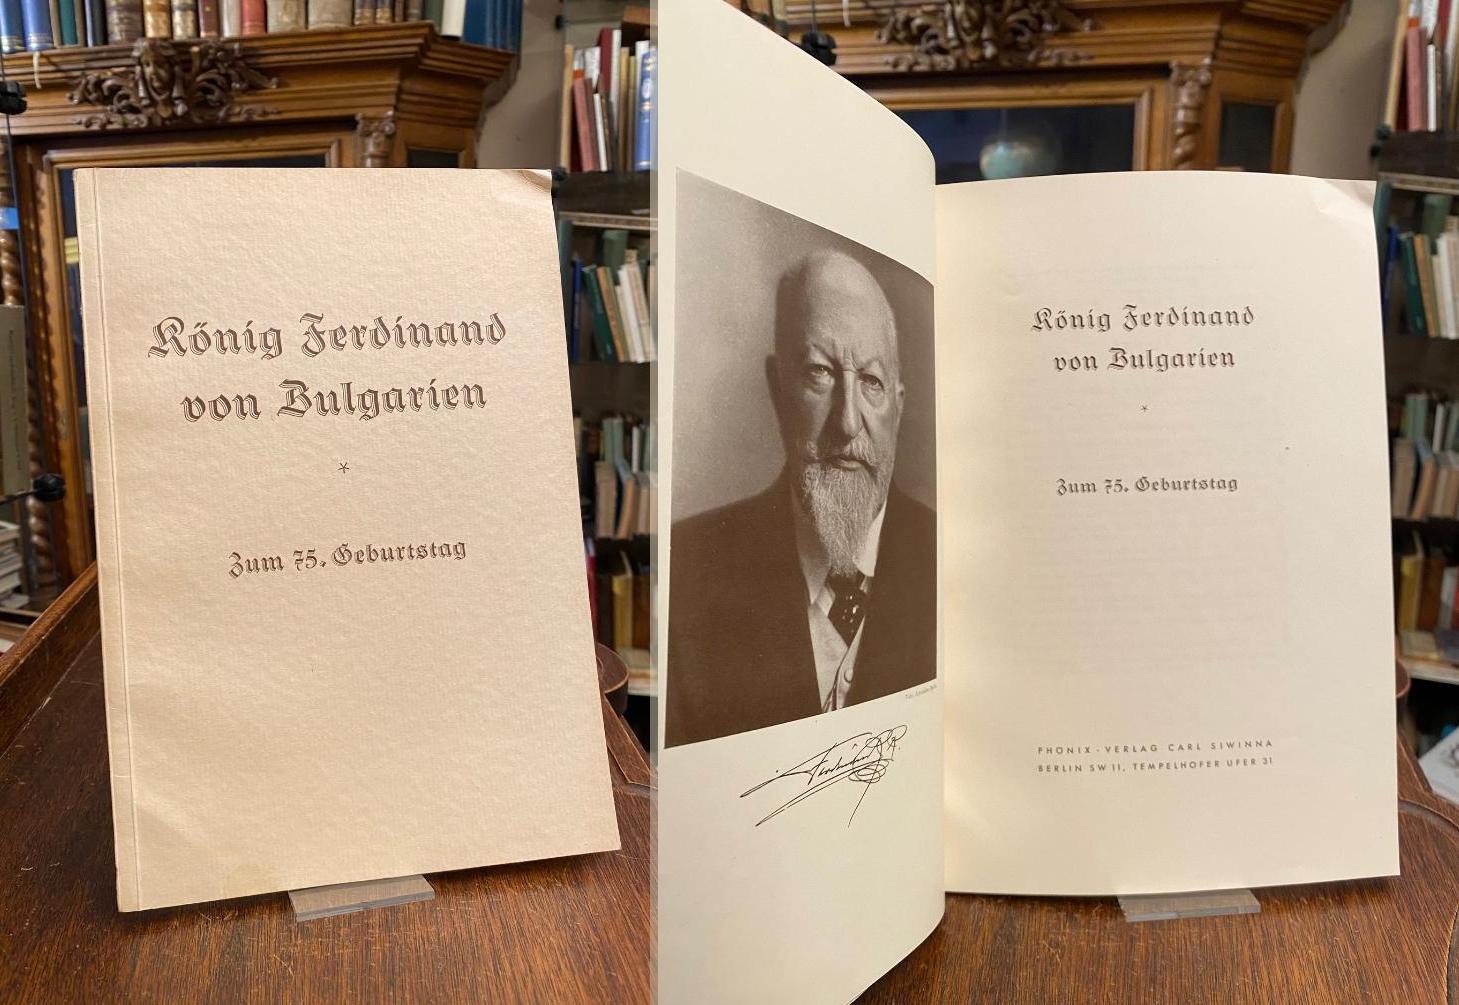 König Ferdinand
von Bulgarien
*
Zum 75. Geburtstag
Ferdinand R.
König Ferdinand
von Bulgarien
*
Zum 75. Geburtstag
PHÖNIX - VERLAG CARL SIWINNA
BERLIN SW 11, TEMPELHOFER UFER 31